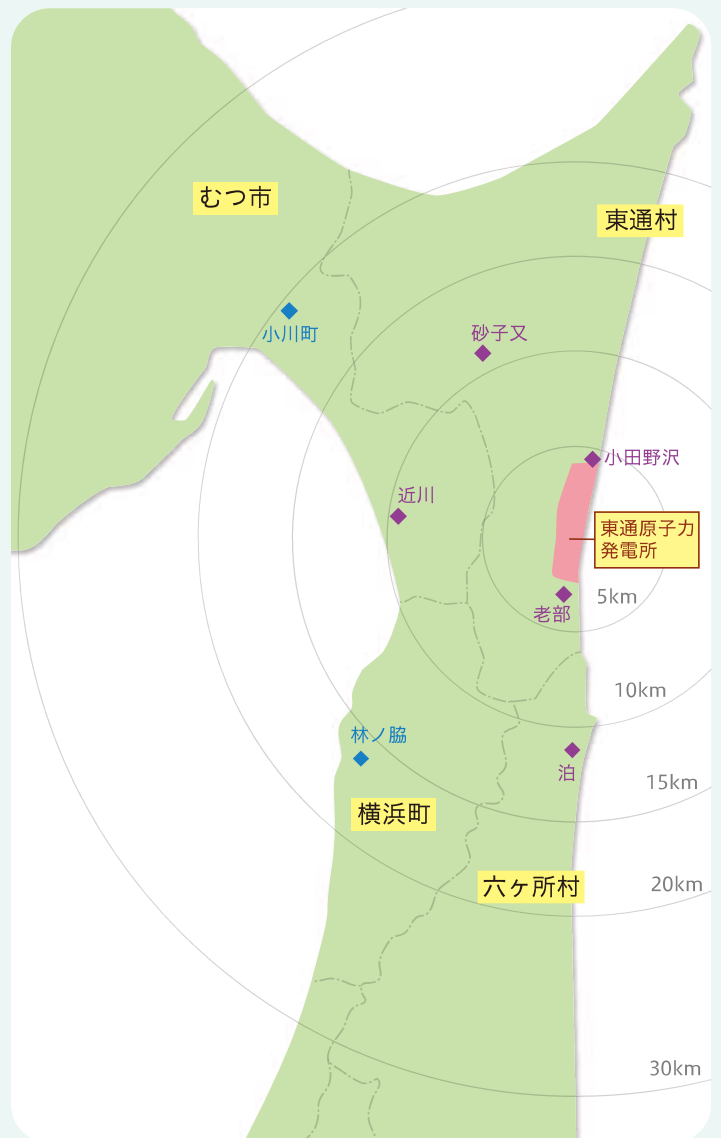 むつ市
東通村
小川町
砂子又
小田野沢
近川
東通原子力
発電所
5km
老部
10km
林ノ脇
泊
15km
横浜町
六ヶ所村
20km
30km